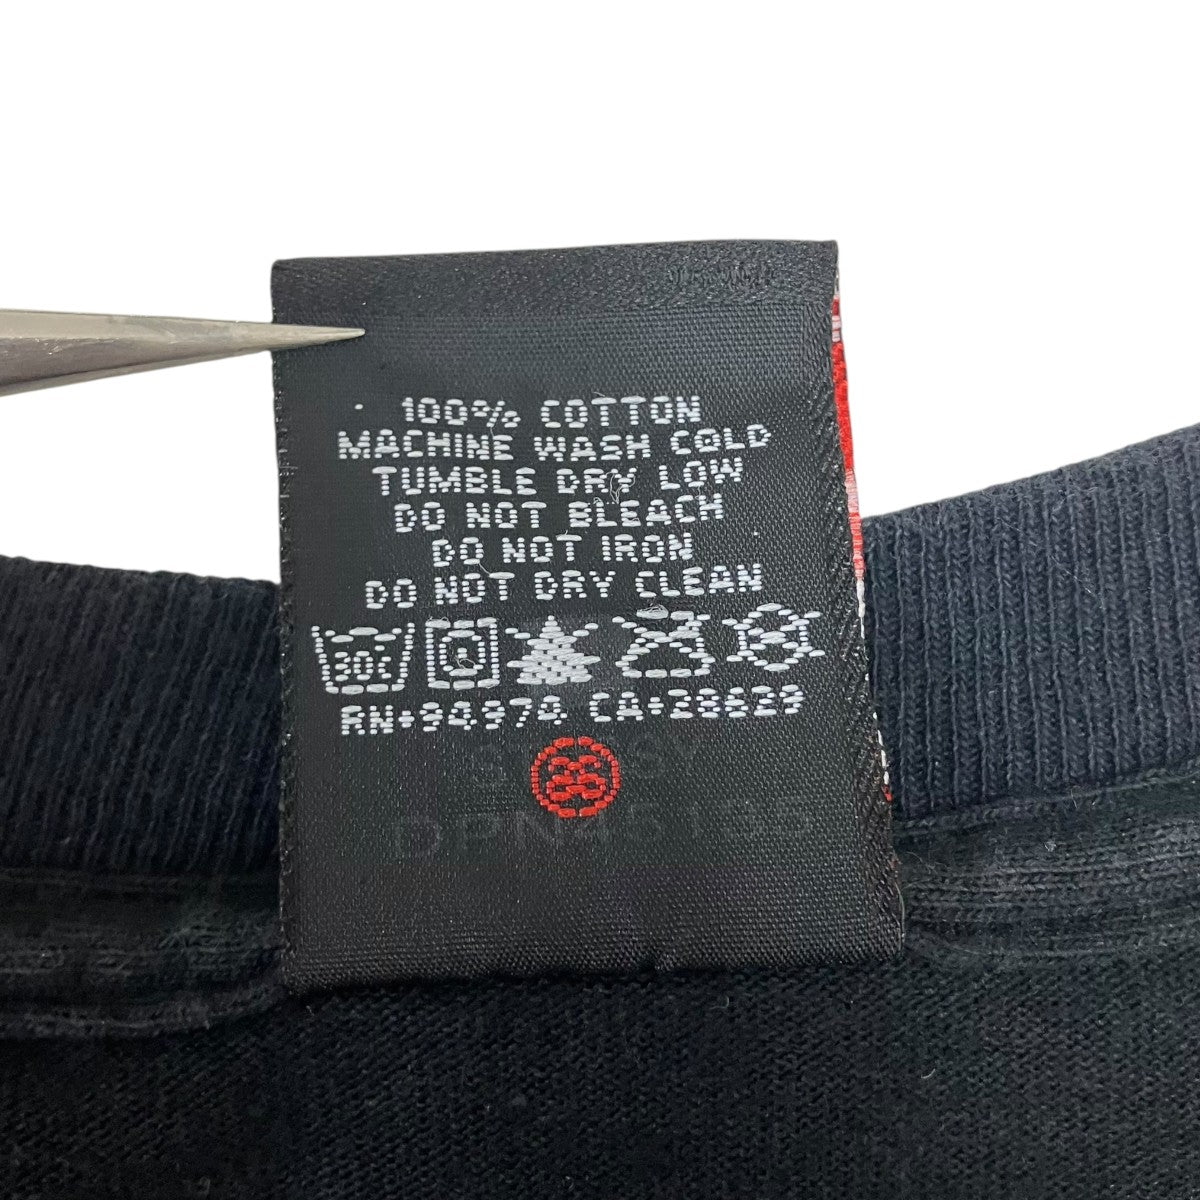 100% COTTON
MACHINE WASH COLD
TUMBLE DRY LOW
DO NOT BLEACH
DO NOT IRON
DO NOT DRY CLEAN
30c
RN+94974 CA+28629